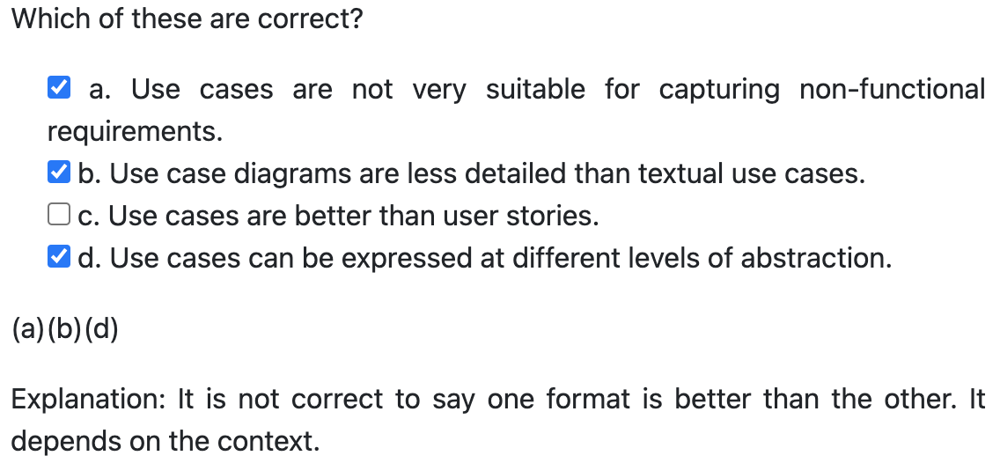 Which of these are correct?
a. Use cases are not very suitable for capturing non-functional
requirements.
b. Use case diagrams are less detailed than textual use cases.
c. Use cases are better than user stories.
d. Use cases can be expressed at different levels of abstraction.
(a)(b)(d)
Explanation: It is not correct to say one format is better than the other. It
depends on the context.